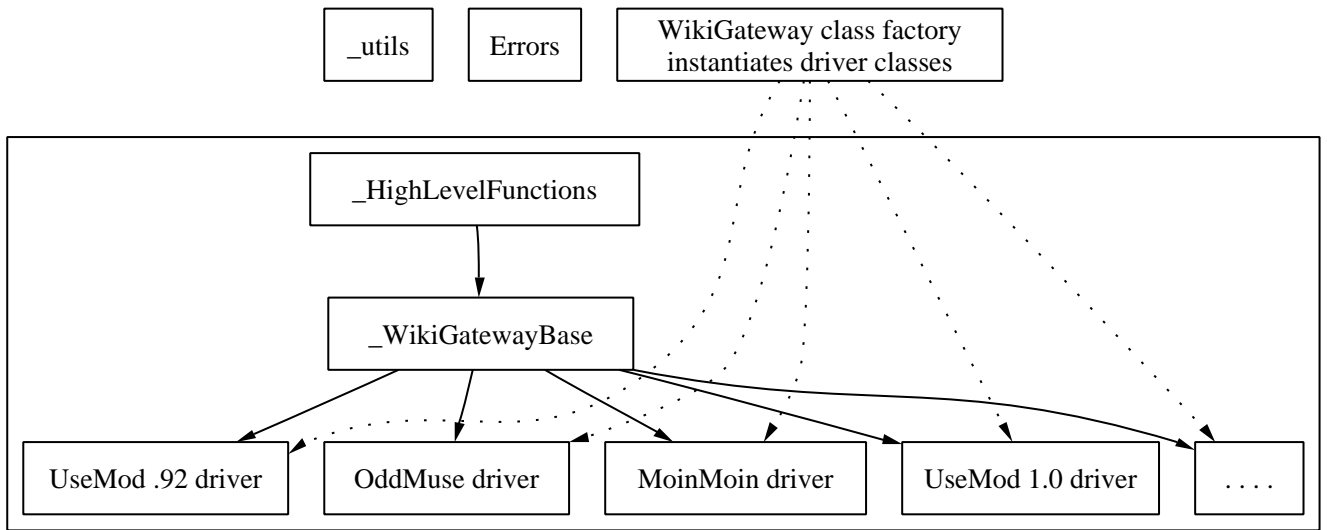 _utils
Errors
WikiGateway class factory
instantiates driver classes
_HighLevelFunctions
_WikiGatewayBase
UseMod .92 driver
OddMuse driver
MoinMoin driver
UseMod 1.0 driver
. . . .